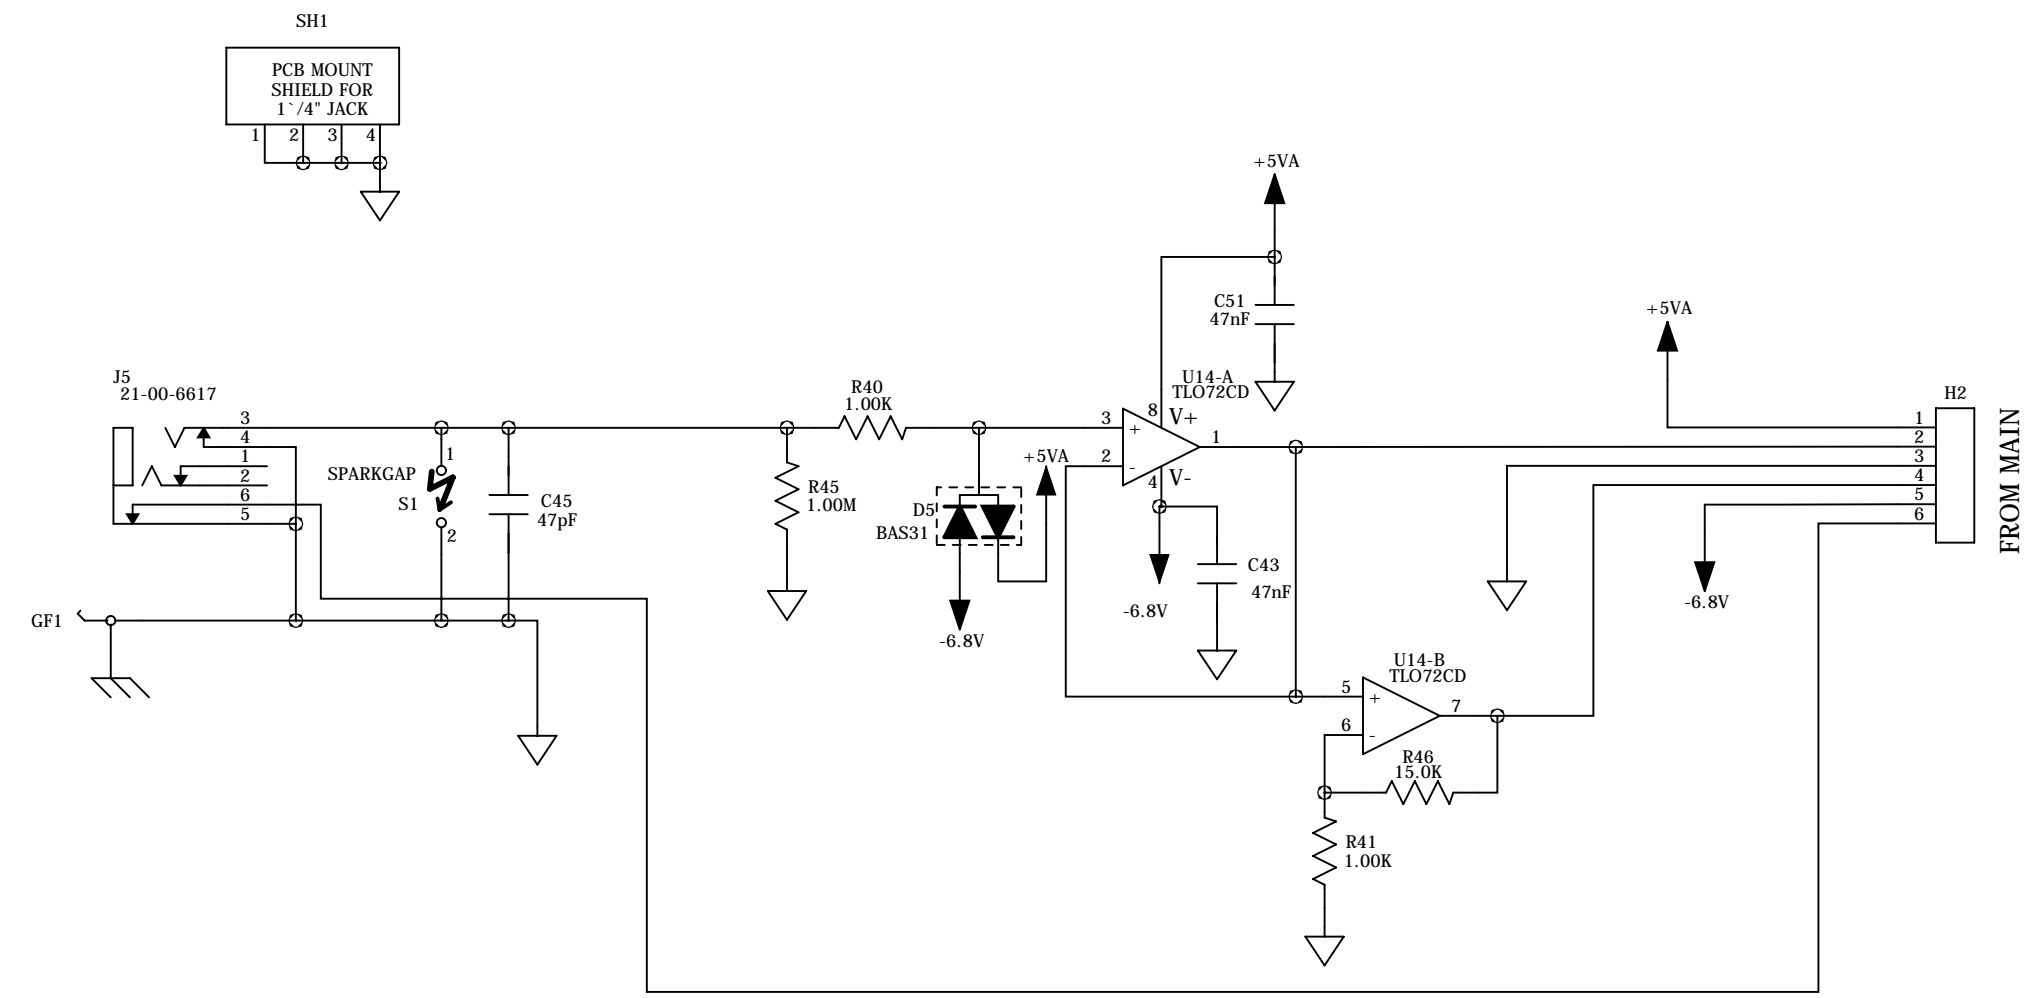 SH1
PCB MOUNT
SHIELD FOR
1`/4" JACK
1 2 3 4
+5VA
C51
47nF
+5VA
J5
21-00-6617
3
4
1
2
6
5
SPARKGAP
S1
1
2
C45
47pF
R40
1.00K
R45
1.00M
D5
BAS31
+5VA
-6.8V
U14-A
TLO72CD
3
+
2
-
8
V+
1
4
V-
-6.8V
C43
47nF
H2
1
2
3
4
5
6
FROM MAIN
-6.8V
GF1
U14-B
TLO72CD
5
+
6
-
7
R46
15.0K
R41
1.00K